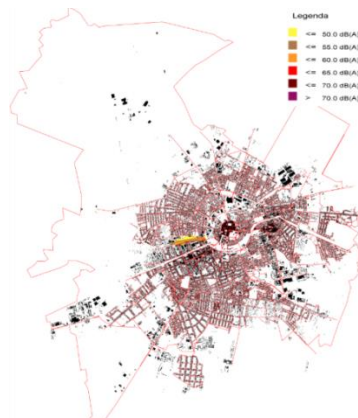 Legenda
<= 50.0 dB(A)
<= 55.0 dB(A)
<= 60.0 dB(A)
<= 65.0 dB(A)
<= 70.0 dB(A)
> 70.0 dB(A)